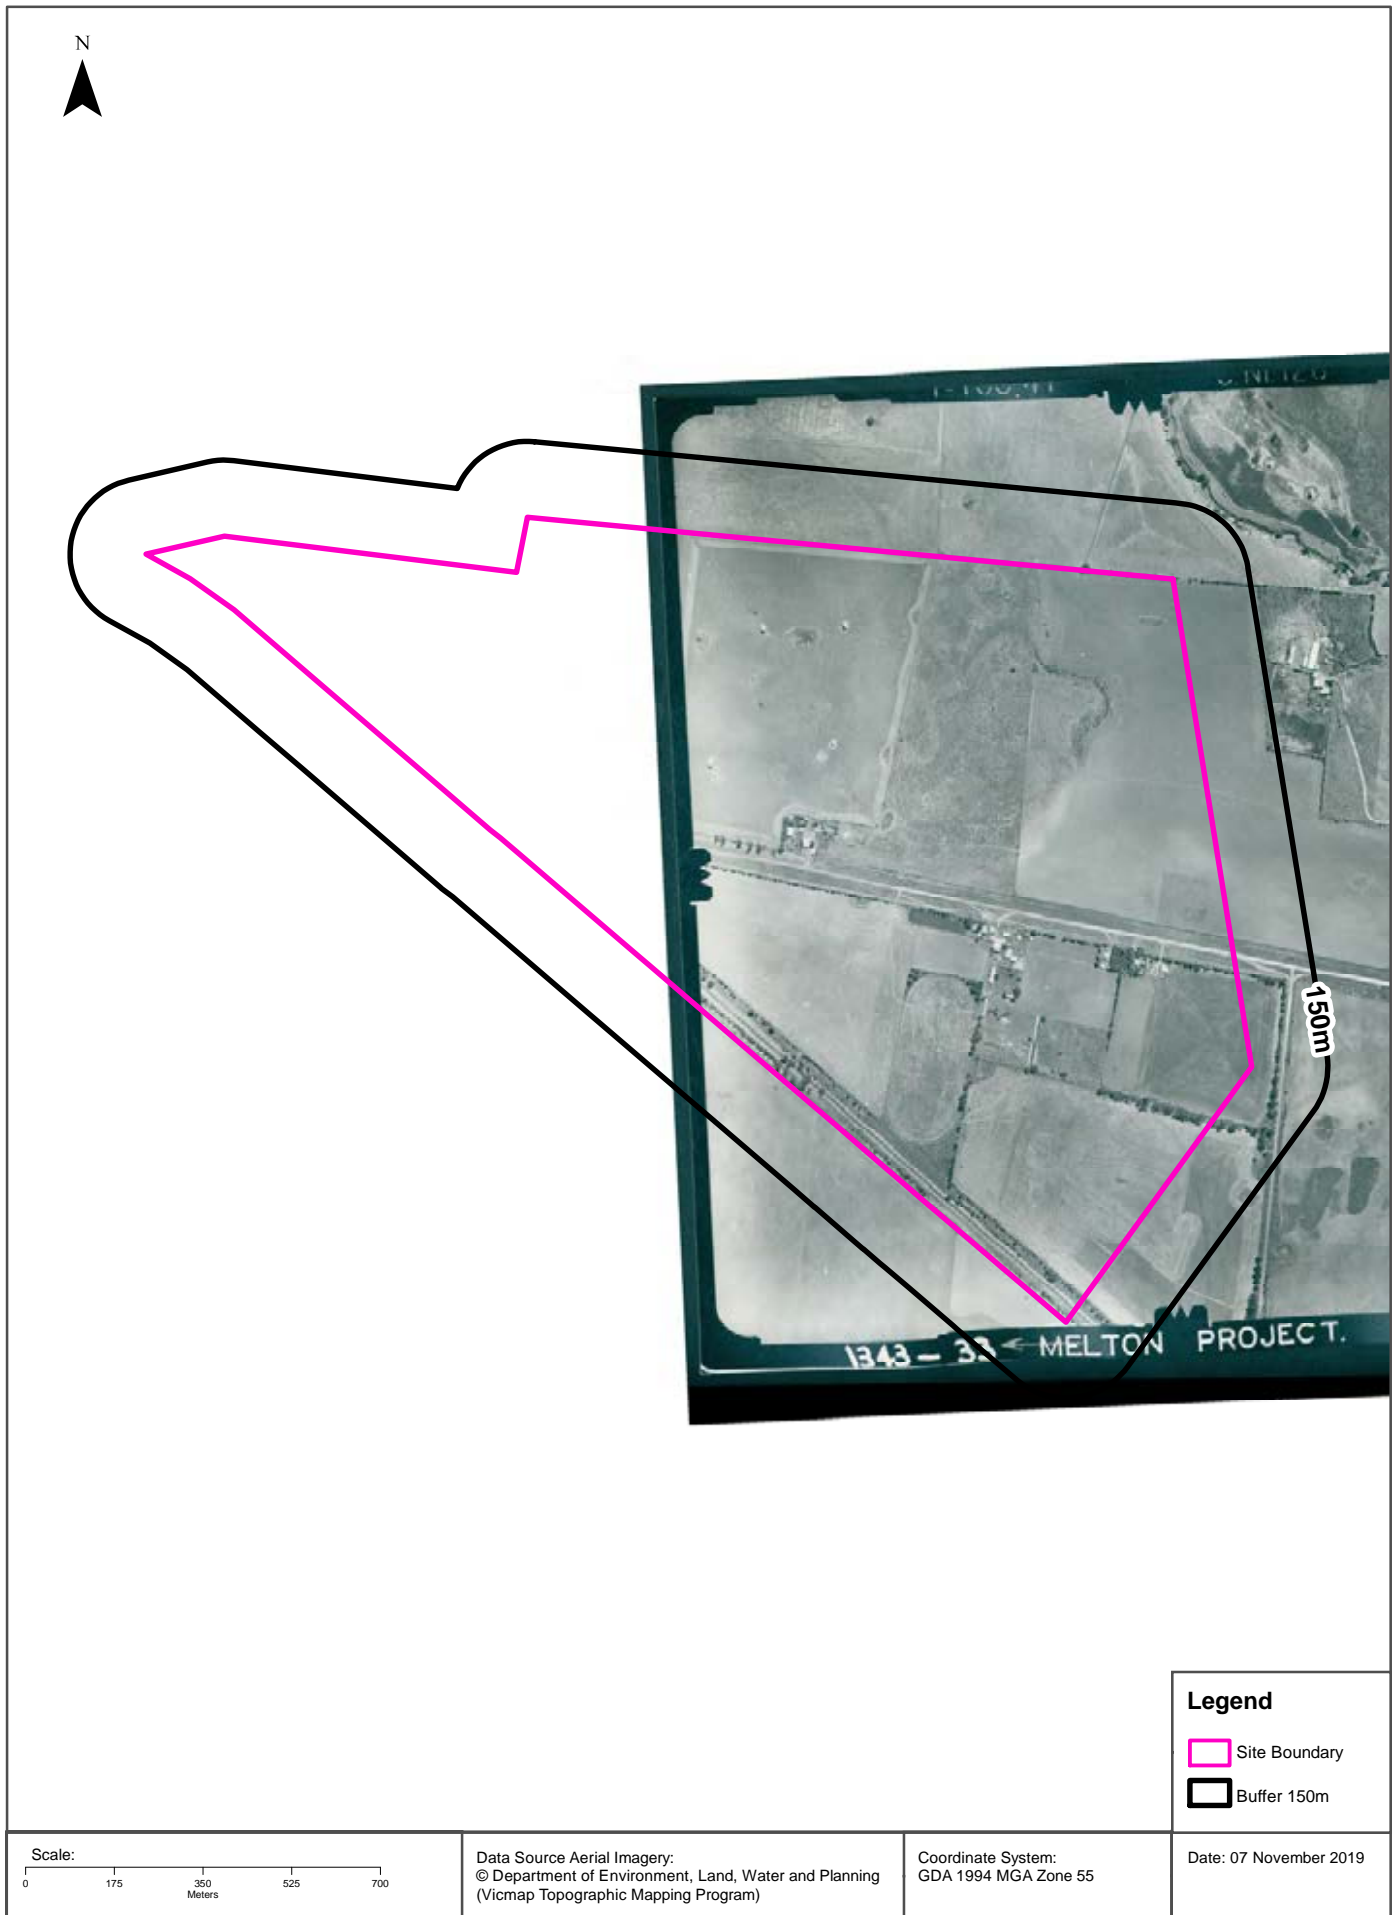 N
150m
1343 – 33 ← MELTON PROJECT.
Legend
Site Boundary
Buffer 150m
Scale:
0 175 350 525 700
Meters
Data Source Aerial Imagery:
© Department of Environment, Land, Water and Planning
(Vicmap Topographic Mapping Program)
Coordinate System:
GDA 1994 MGA Zone 55
Date: 07 November 2019